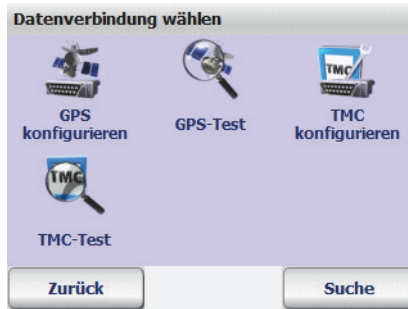 Datenverbindung wählen
TMC
GPS
konfigurieren
GPS-Test
TMC
konfigurieren
TMC
TMC-Test
Zurück
Suche